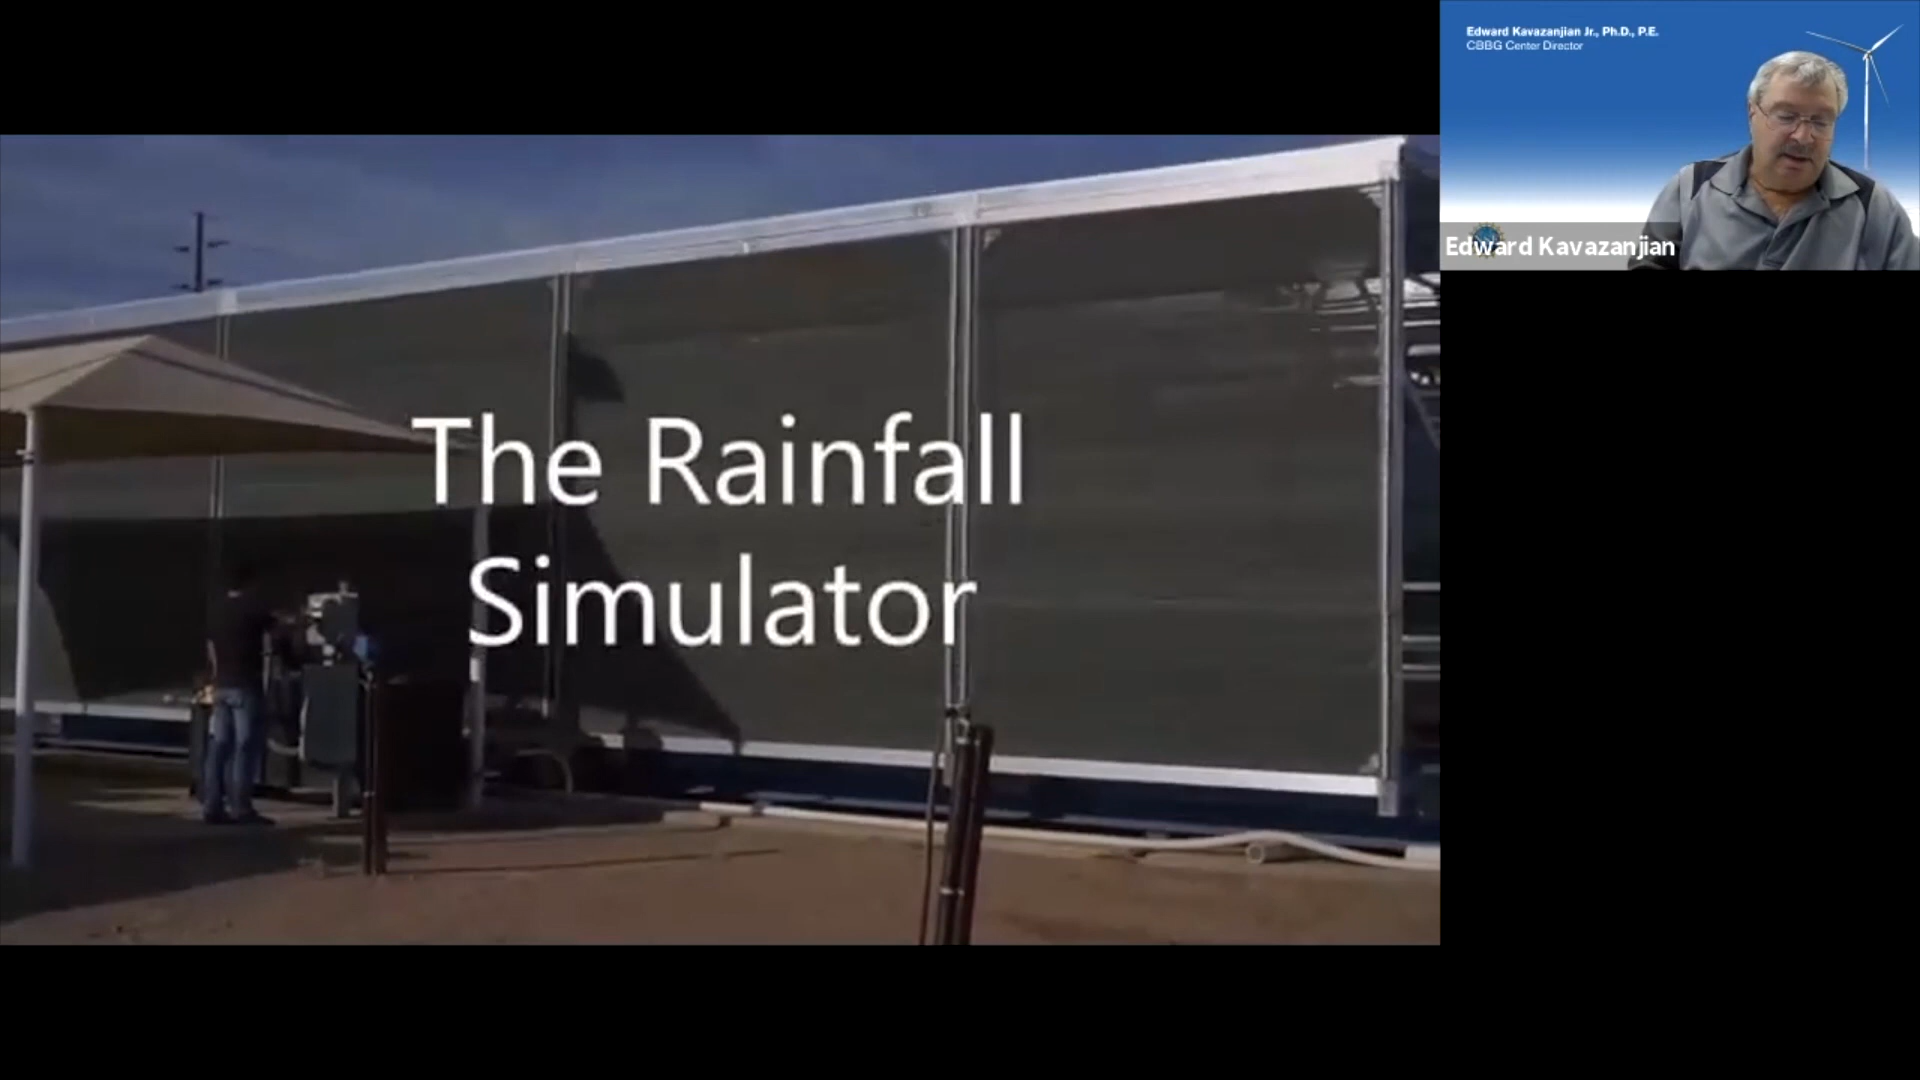 The Rainfall
Simulator
Edward Kavazanjian Jr., Ph.D., P.E.
CBBG Center Director
Edward Kavazanjian